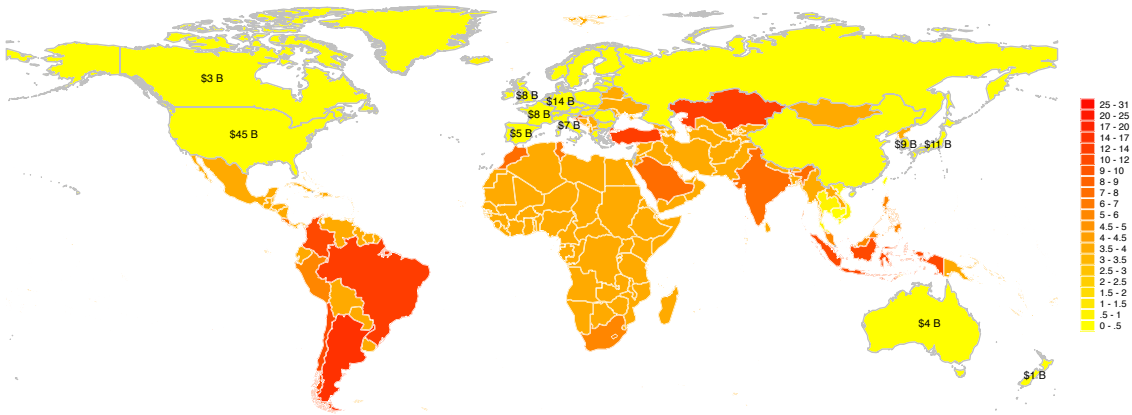 $3 B
$45 B
$8 B
$14 B
$8 B
$7 B
$5 B
$9 B
$11 B
$4 B
$1 B
25 - 31
20 - 25
17 - 20
14 - 17
12 - 14
10 - 12
9 - 10
8 - 9
7 - 8
6 - 7
5 - 6
4.5 - 5
4 - 4.5
3.5 - 4
3 - 3.5
2.5 - 3
2 - 2.5
1.5 - 2
1 - 1.5
.5 - 1
0 - .5